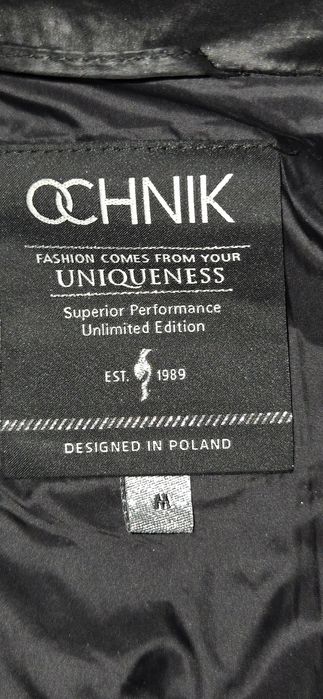 OCHNIK
FASHION COMES FROM YOUR
UNIQUENESS
Superior Performance
Unlimited Edition
EST. 1989
DESIGNED IN POLAND
M